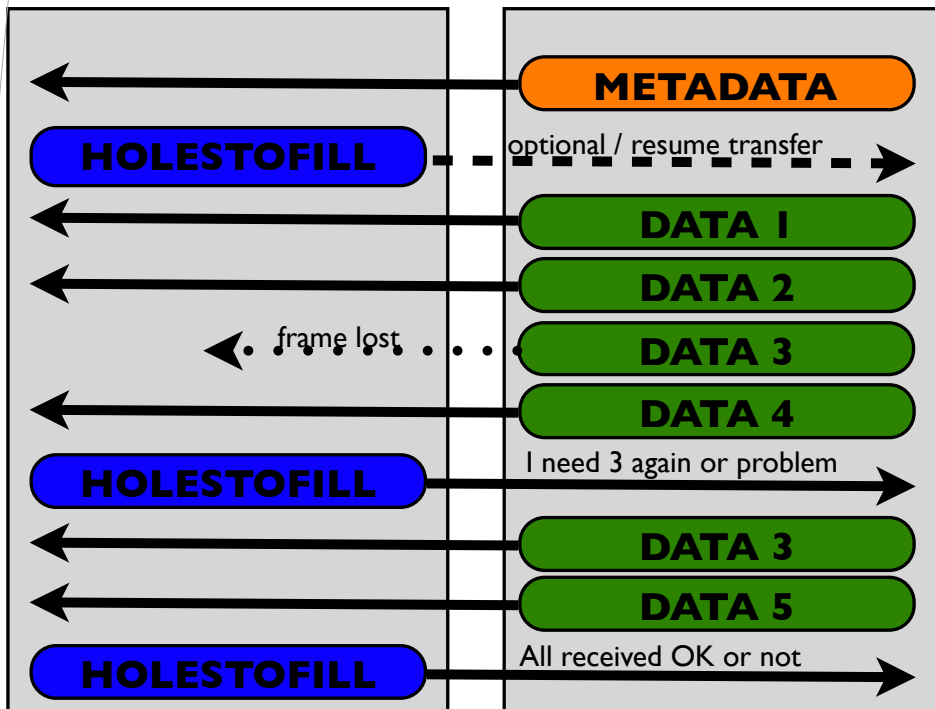 METADATA
HOLESTOFILL
optional / resume transfer
DATA 1
DATA 2
frame lost
DATA 3
DATA 4
I need 3 again or problem
HOLESTOFILL
DATA 3
DATA 5
All received OK or not
HOLESTOFILL